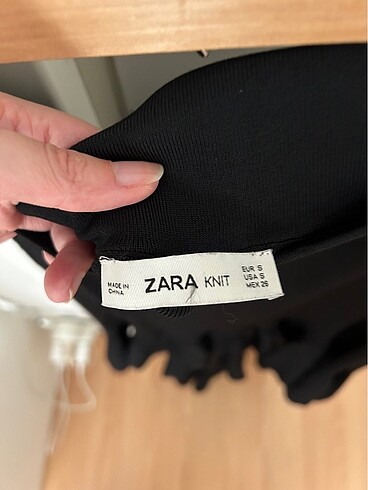 MADE IN
CHINA
ZARA KNIT
EUR S
USA S
MEX 26